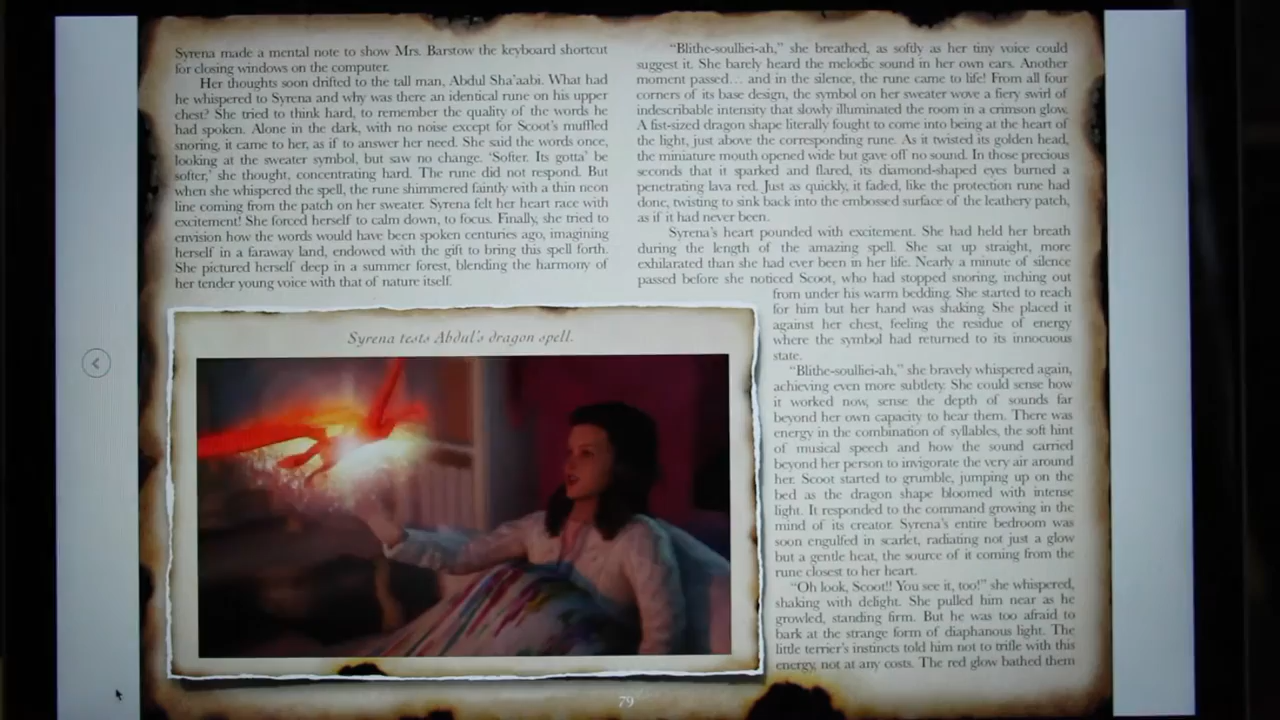 Syrena made a mental note to show Mrs. Barstow the keyboard shortcut
for closing windows on the computer.
Her thoughts soon drifted to the tall man, Abdul Sha'aabi. What had
he whispered to Syrena and why was there an identical rune on his upper
chest? She tried to think hard, to remember the quality of the words he
had spoken. Alone in the dark, with no noise except for Scoot's muffled
snoring, it came to her, as if to answer her need. She said the words once,
looking at the sweater symbol, but saw no change. 'Softer. Its gotta' be
softer,' she thought, concentrating hard. The rune did not respond. But
when she whispered the spell, the rune shimmered faintly with a thin neon
line coming from the patch on her sweater. Syrena felt her heart race with
excitement! She forced herself to calm down, to focus. Finally, she tried to
envision how the words would have been spoken centuries ago, imagining
herself in a faraway land, endowed with the gift to bring this spell forth.
She pictured herself deep in a summer forest, blending the harmony of
her tender young voice with that of nature itself.
Syrena tests Abdul's dragon spell.
"Blithe-soulliei-ah," she breathed, as softly as her tiny voice could
suggest it. She barely heard the melodic sound in her own ears. Another
moment passed… and in the silence, the rune came to life! From all four
corners of its base design, the symbol on her sweater wove a fiery swirl of
indescribable intensity that slowly illuminated the room in a crimson glow.
A fist-sized dragon shape literally fought to come into being at the heart of
the light, just above the corresponding rune. As it twisted its golden head,
the miniature mouth opened wide but gave off no sound. In those precious
seconds that it sparked and flared, its diamond-shaped eyes burned a
penetrating lava red. Just as quickly, it faded, like the protection rune had
done, twisting to sink back into the embossed surface of the leathery patch,
as if it had never been.
Syrena's heart pounded with excitement. She had held her breath
during the length of the amazing spell. She sat up straight, more
exhilarated than she had ever been in her life. Nearly a minute of silence
passed before she noticed Scoot, who had stopped snoring, inching out
from under his warm bedding. She started to reach
for him but her hand was shaking. She placed it
against her chest, feeling the residue of energy
where the symbol had returned to its innocuous
state.
"Blithe-soulliei-ah," she bravely whispered again,
achieving even more subtlety. She could sense how
it worked now, sense the depth of sounds far
beyond her own capacity to hear them. There was
energy in the combination of syllables, the soft hint
of musical speech and how the sound carried
beyond her person to invigorate the very air around
her. Scoot started to grumble, jumping up on the
bed as the dragon shape bloomed with intense
light. It responded to the command growing in the
mind of its creator. Syrena's entire bedroom was
soon engulfed in scarlet, radiating not just a glow
but a gentle heat, the source of it coming from the
rune closest to her heart.
"Oh look, Scoot!! You see it, too!" she whispered,
shaking with delight. She pulled him near as he
growled, standing firm. But he was too afraid to
bark at the strange form of diaphanous light. The
little terrier's instincts told him not to trifle with this
energy, not at any costs. The red glow bathed them
79